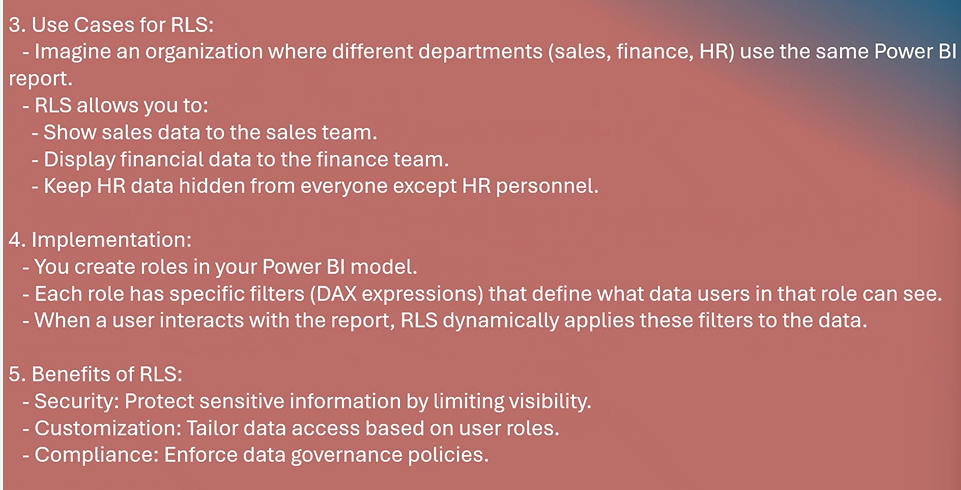 3. Use Cases for RLS:
- Imagine an organization where different departments (sales, finance, HR) use the same Power BI
report.
- RLS allows you to:
- Show sales data to the sales team.
- Display financial data to the finance team.
- Keep HR data hidden from everyone except HR personnel.
4. Implementation:
- You create roles in your Power BI model.
- Each role has specific filters (DAX expressions) that define what data users in that role can see.
- When a user interacts with the report, RLS dynamically applies these filters to the data.
5. Benefits of RLS:
- Security: Protect sensitive information by limiting visibility.
- Customization: Tailor data access based on user roles.
- Compliance: Enforce data governance policies.